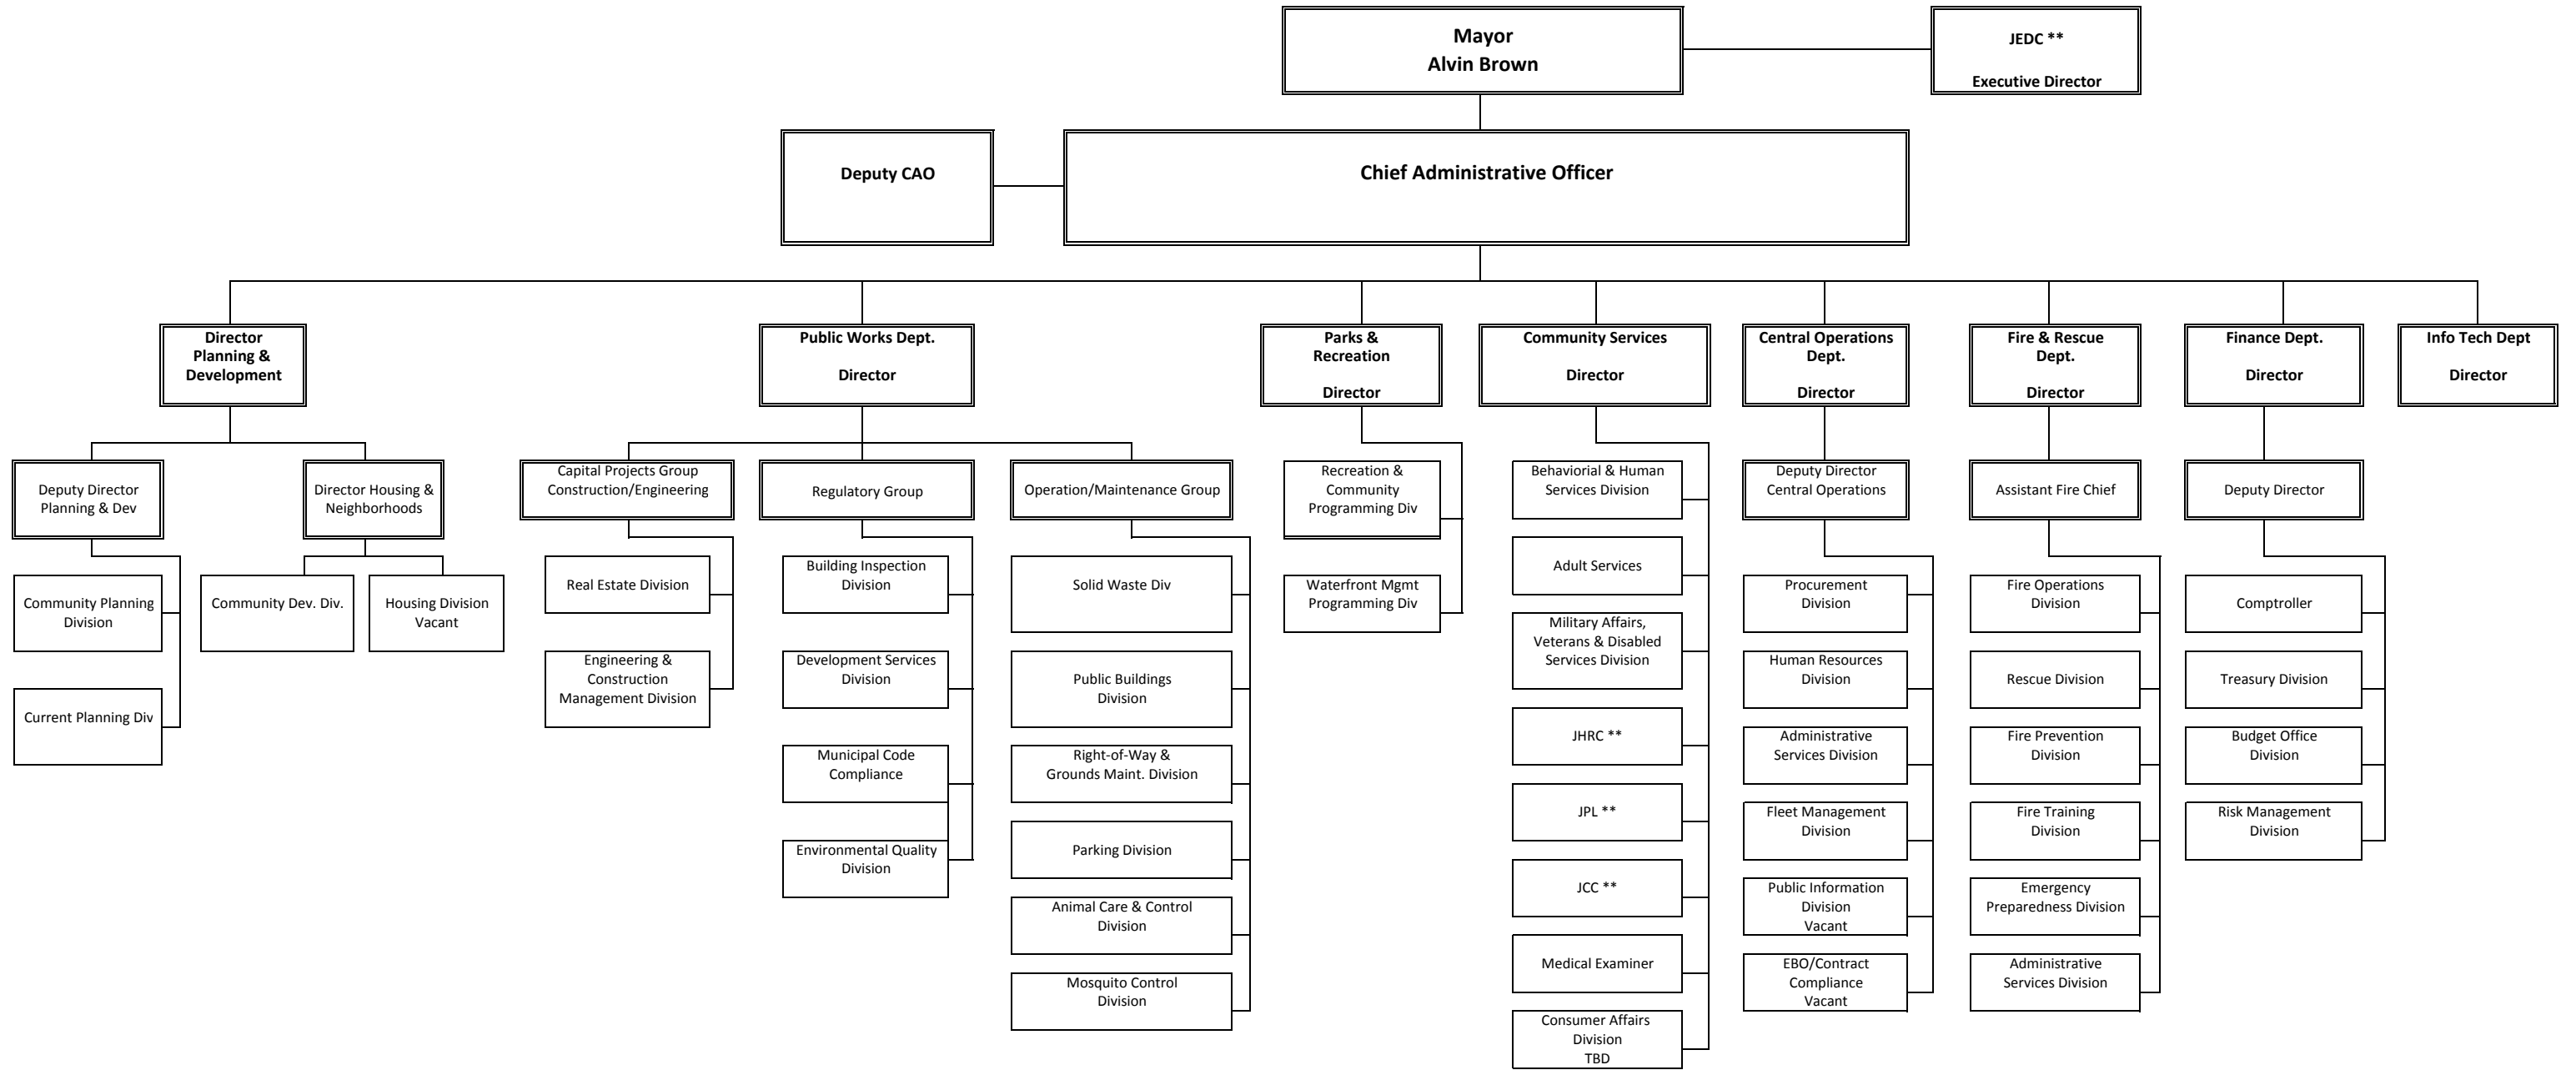 Mayor
Alvin Brown
JEDC **
Executive Director
Deputy CAO
Chief Administrative Officer
Director
Planning &
Development
Public Works Dept.
Director
Parks &
Recreation
Director
Community Services
Director
Central Operations
Dept.
Director
Fire & Rescue
Dept.
Director
Finance Dept.
Director
Info Tech Dept
Director
Deputy Director
Planning & Dev
Director Housing &
Neighborhoods
Capital Projects Group
Construction/Engineering
Regulatory Group
Operation/Maintenance Group
Recreation &
Community
Programming Div
Behaviorial & Human
Services Division
Deputy Director
Central Operations
Assistant Fire Chief
Deputy Director
Community Planning
Division
Current Planning Div
Community Dev. Div.
Housing Division
Vacant
Real Estate Division
Engineering &
Construction
Management Division
Building Inspection
Division
Development Services
Division
Municipal Code
Compliance
Environmental Quality
Division
Solid Waste Div
Public Buildings
Division
Right-of-Way &
Grounds Maint. Division
Parking Division
Animal Care & Control
Division
Mosquito Control
Division
Waterfront Mgmt
Programming Div
Adult Services
Military Affairs,
Veterans & Disabled
Services Division
JHRC **
JPL **
JCC **
Medical Examiner
Consumer Affairs
Division
TBD
Procurement
Division
Human Resources
Division
Administrative
Services Division
Fleet Management
Division
Public Information
Division
Vacant
EBO/Contract
Compliance
Vacant
Fire Operations
Division
Rescue Division
Fire Prevention
Division
Fire Training
Division
Emergency
Preparedness Division
Administrative
Services Division
Comptroller
Treasury Division
Budget Office
Division
Risk Management
Division